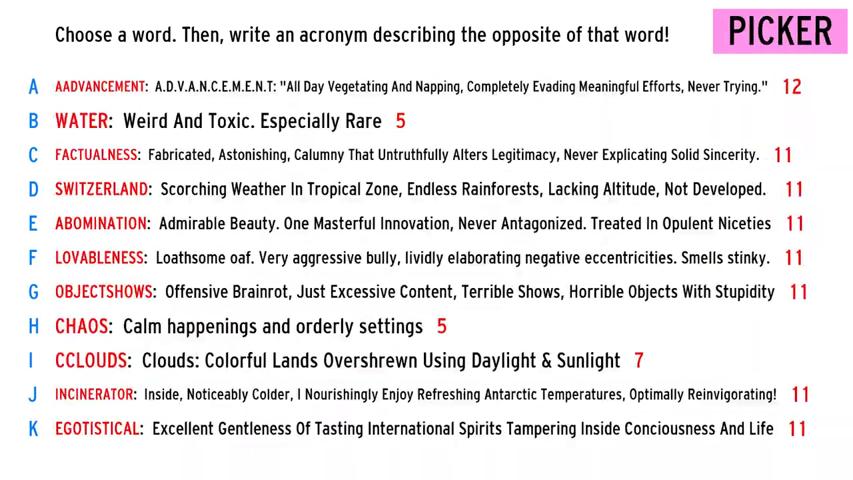 Choose a word. Then, write an acronym describing the opposite of that word!
PICKER
A AADVANCEMENT: A.D.V.A.N.C.E.M.E.N.T: "All Day Vegetating And Napping, Completely Evading Meaningful Efforts, Never Trying." 12
B WATER: Weird And Toxic. Especially Rare 5
C FACTUALNESS: Fabricated, Astonishing, Calumny That Untruthfully Alters Legitimacy, Never Explicating Solid Sincerity. 11
D SWITZERLAND: Scorching Weather In Tropical Zone, Endless Rainforests, Lacking Altitude, Not Developed. 11
E ABOMINATION: Admirable Beauty. One Masterful Innovation, Never Antagonized. Treated In Opulent Niceties 11
F LOVABLENESS: Loathsome oaf. Very aggressive bully, lividly elaborating negative eccentricities. Smells stinky. 11
G OBJECTSHOWS: Offensive Brainrot, Just Excessive Content, Terrible Shows, Horrible Objects With Stupidity 11
H CHAOS: Calm happenings and orderly settings 5
I CCLOUDS: Clouds: Colorful Lands Overshrewn Using Daylight & Sunlight 7
J INCINERATOR: Inside, Noticeably Colder, I Nourishingly Enjoy Refreshing Antarctic Temperatures, Optimally Reinvigorating! 11
K EGOTISTICAL: Excellent Gentleness Of Tasting International Spirits Tampering Inside Conciousness And Life 11